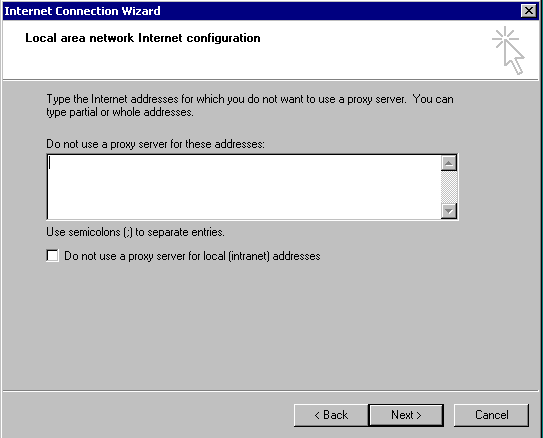 Internet Connection Wizard
Local area network Internet configuration
Type the Internet addresses for which you do not want to use a proxy server.  You can
type partial or whole addresses.
Do not use a proxy server for these addresses:
Use semicolons (;) to separate entries.
Do not use a proxy server for local (intranet) addresses
< Back
Next >
Cancel